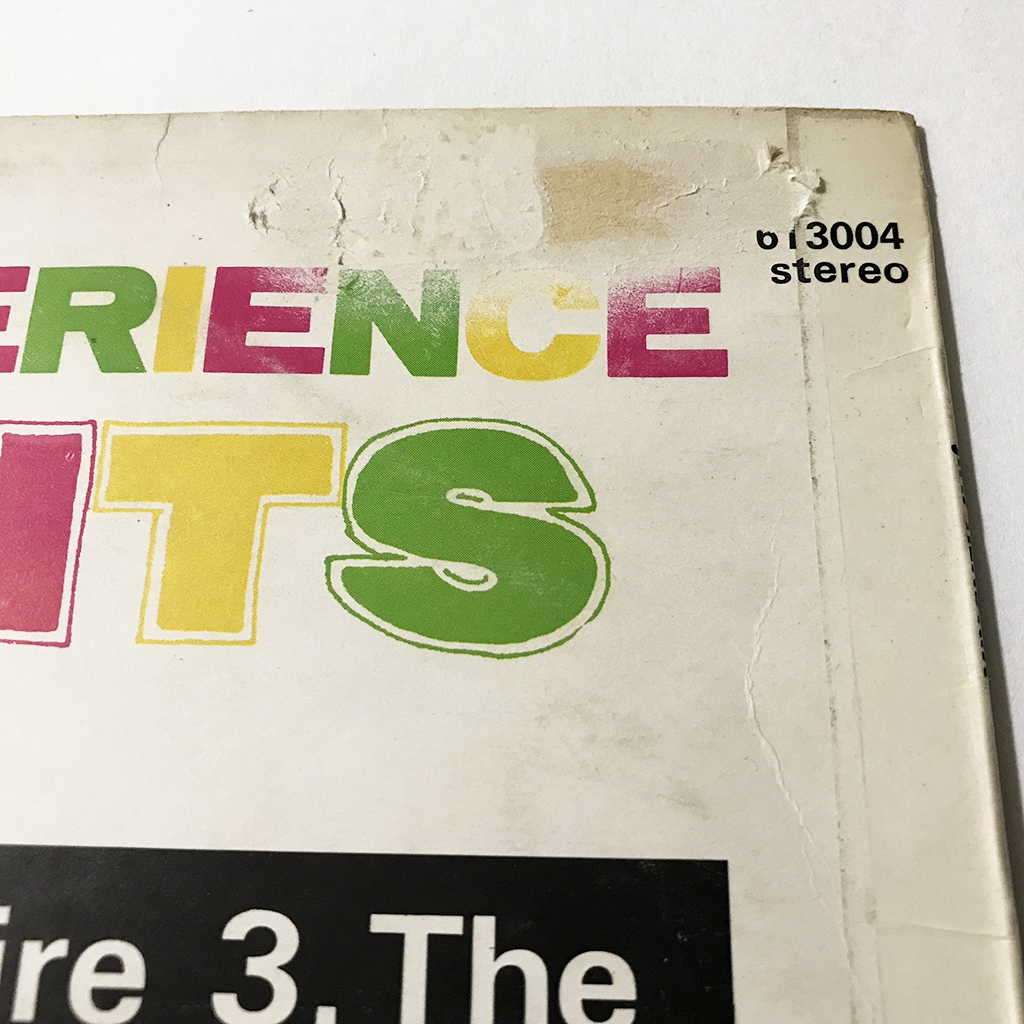 613004
stereo
ERIENCE
ITS
ire 3. The